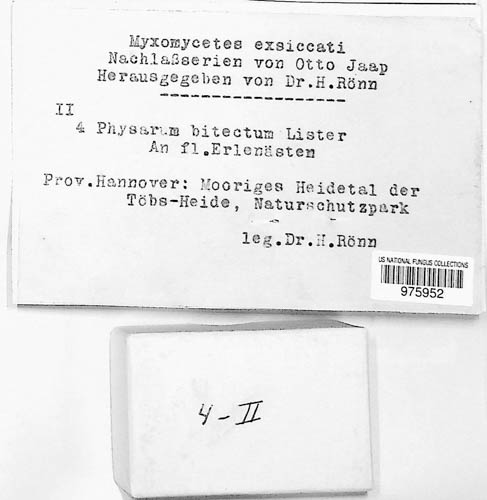 Myxomycetes exsiccati
Nachlaßserien von Otto Jaap
Herausgegeben von Dr.H.Rönn
-------------------
II
4 Physarum bitectum Lister
An fl.Erlenästen
Prov.Hannover: Mooriges Heidetal der
Töbs-Heide, Naturschutzpark
leg.Dr.H.Rönn
US NATIONAL FUNGUS COLLECTIONS
975952
4-II